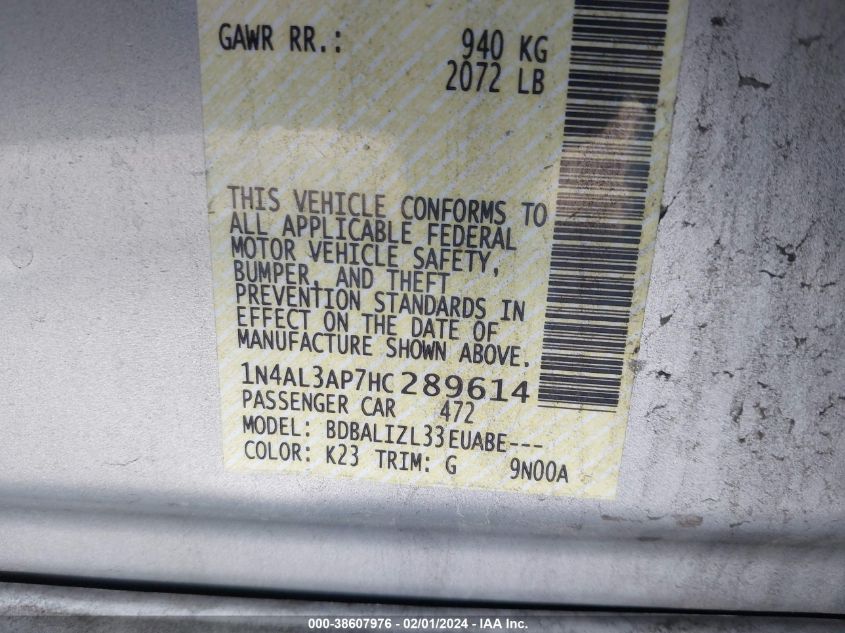 GAWR RR.: 940 KG
2072 LB
THIS VEHICLE CONFORMS TO
ALL APPLICABLE FEDERAL
MOTOR VEHICLE SAFETY,
BUMPER, AND THEFT
PREVENTION STANDARDS IN
EFFECT ON THE DATE OF
MANUFACTURE SHOWN ABOVE.
1N4AL3AP7HC289614
PASSENGER CAR 472
MODEL: BDBALIZL33EUABE---
COLOR: K23 TRIM: G 9N00A
000-38607976 - 02/01/2024 - IAA Inc.